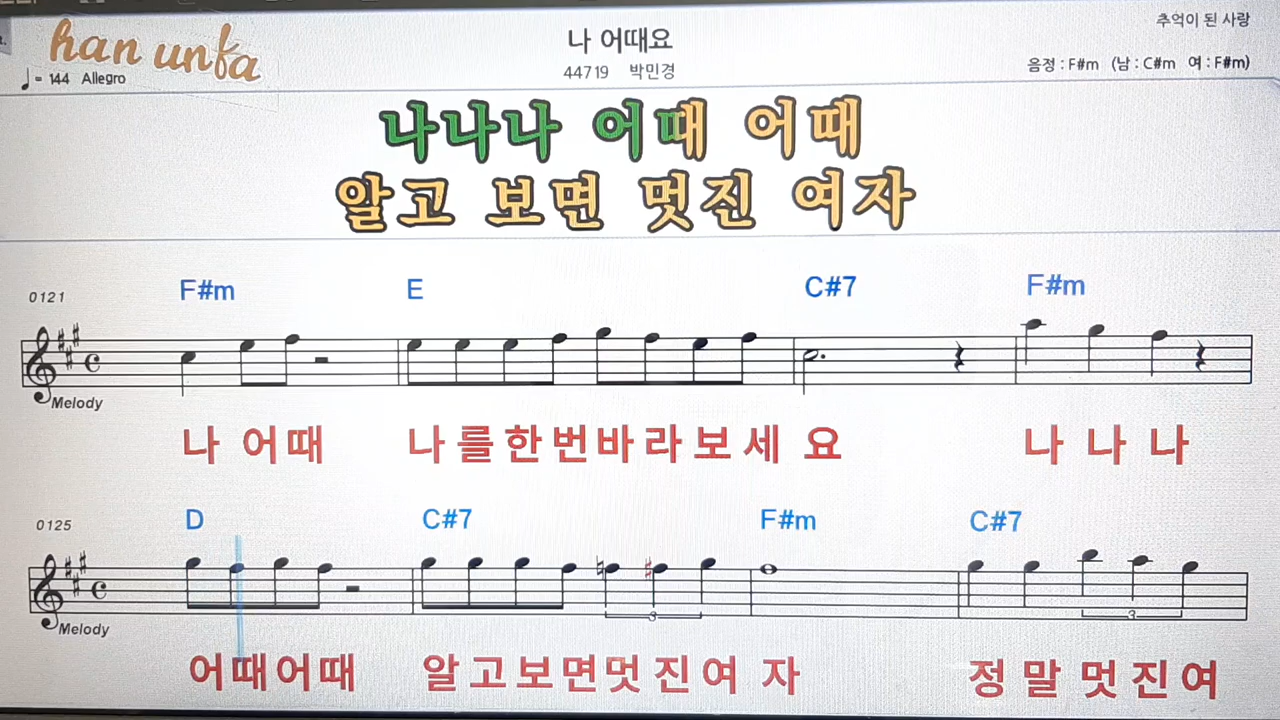 han unfa
♩ = 144 Allegro
나 어때요
44719 박민경
추억이 된 사랑
음정 : F#m (남 : C#m 여 : F#m)
나나나 어때 어때
알고 보면 멋진 여자
0121
F#m E C#7 F#m
Melody
나 어때 나를한번바라보세요 나나나
0125
D C#7 F#m C#7
3 3
Melody
어때어때 알고보면멋진여자 정말멋진여